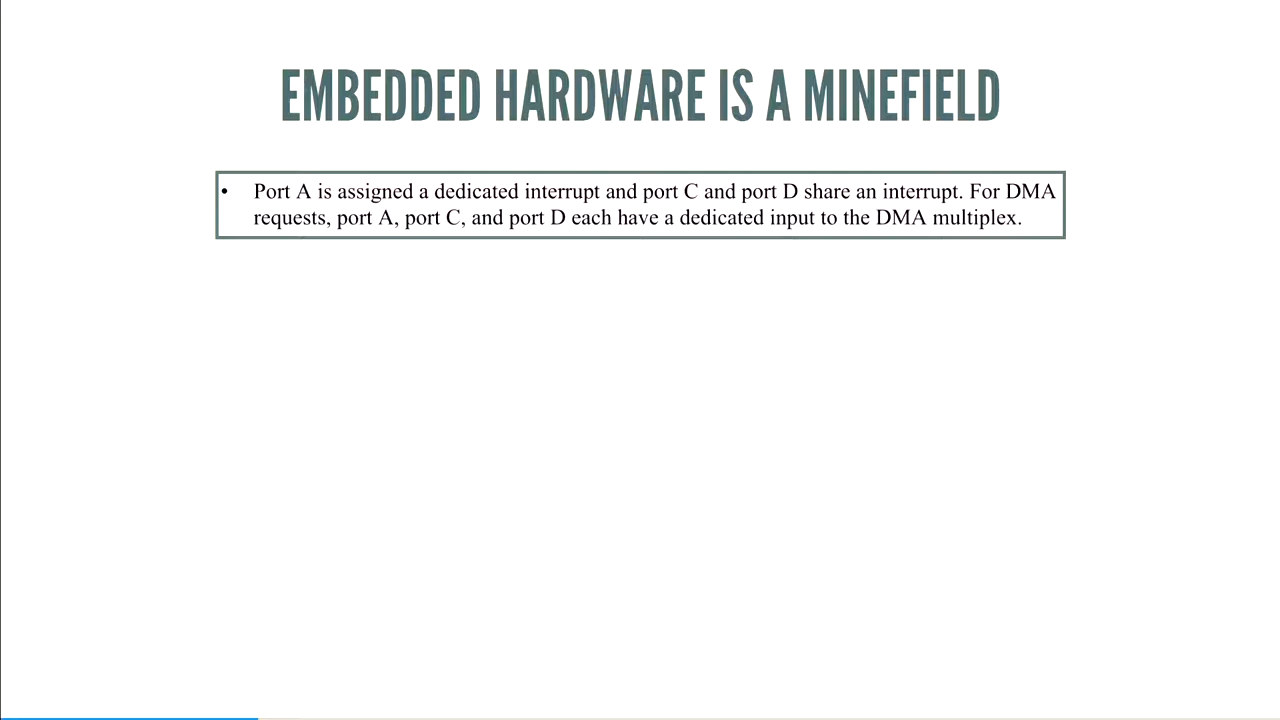 EMBEDDED HARDWARE IS A MINEFIELD
• Port A is assigned a dedicated interrupt and port C and port D share an interrupt. For DMA
requests, port A, port C, and port D each have a dedicated input to the DMA multiplex.